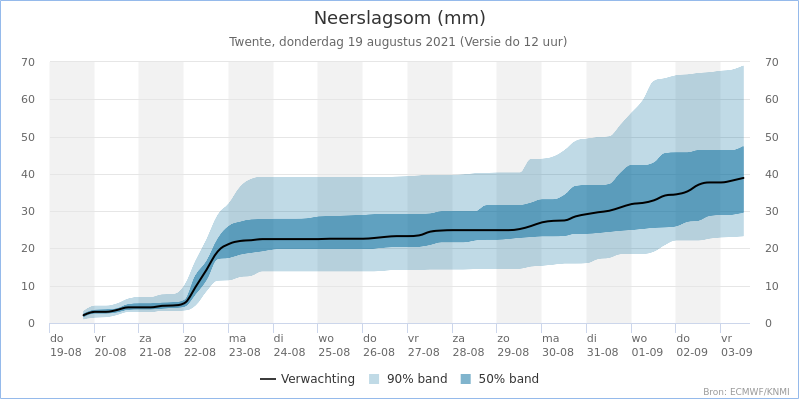 Neerslagsom (mm)
Twente, donderdag 19 augustus 2021 (Versie do 12 uur)
70 70
60 60
50 50
40 40
30 30
20 20
10 10
0 0
do vr za zo ma di wo do vr za zo ma di wo do vr
19-08 20-08 21-08 22-08 23-08 24-08 25-08 26-08 27-08 28-08 29-08 30-08 31-08 01-09 02-09 03-09
Verwachting 90% band 50% band
Bron: ECMWF/KNMI